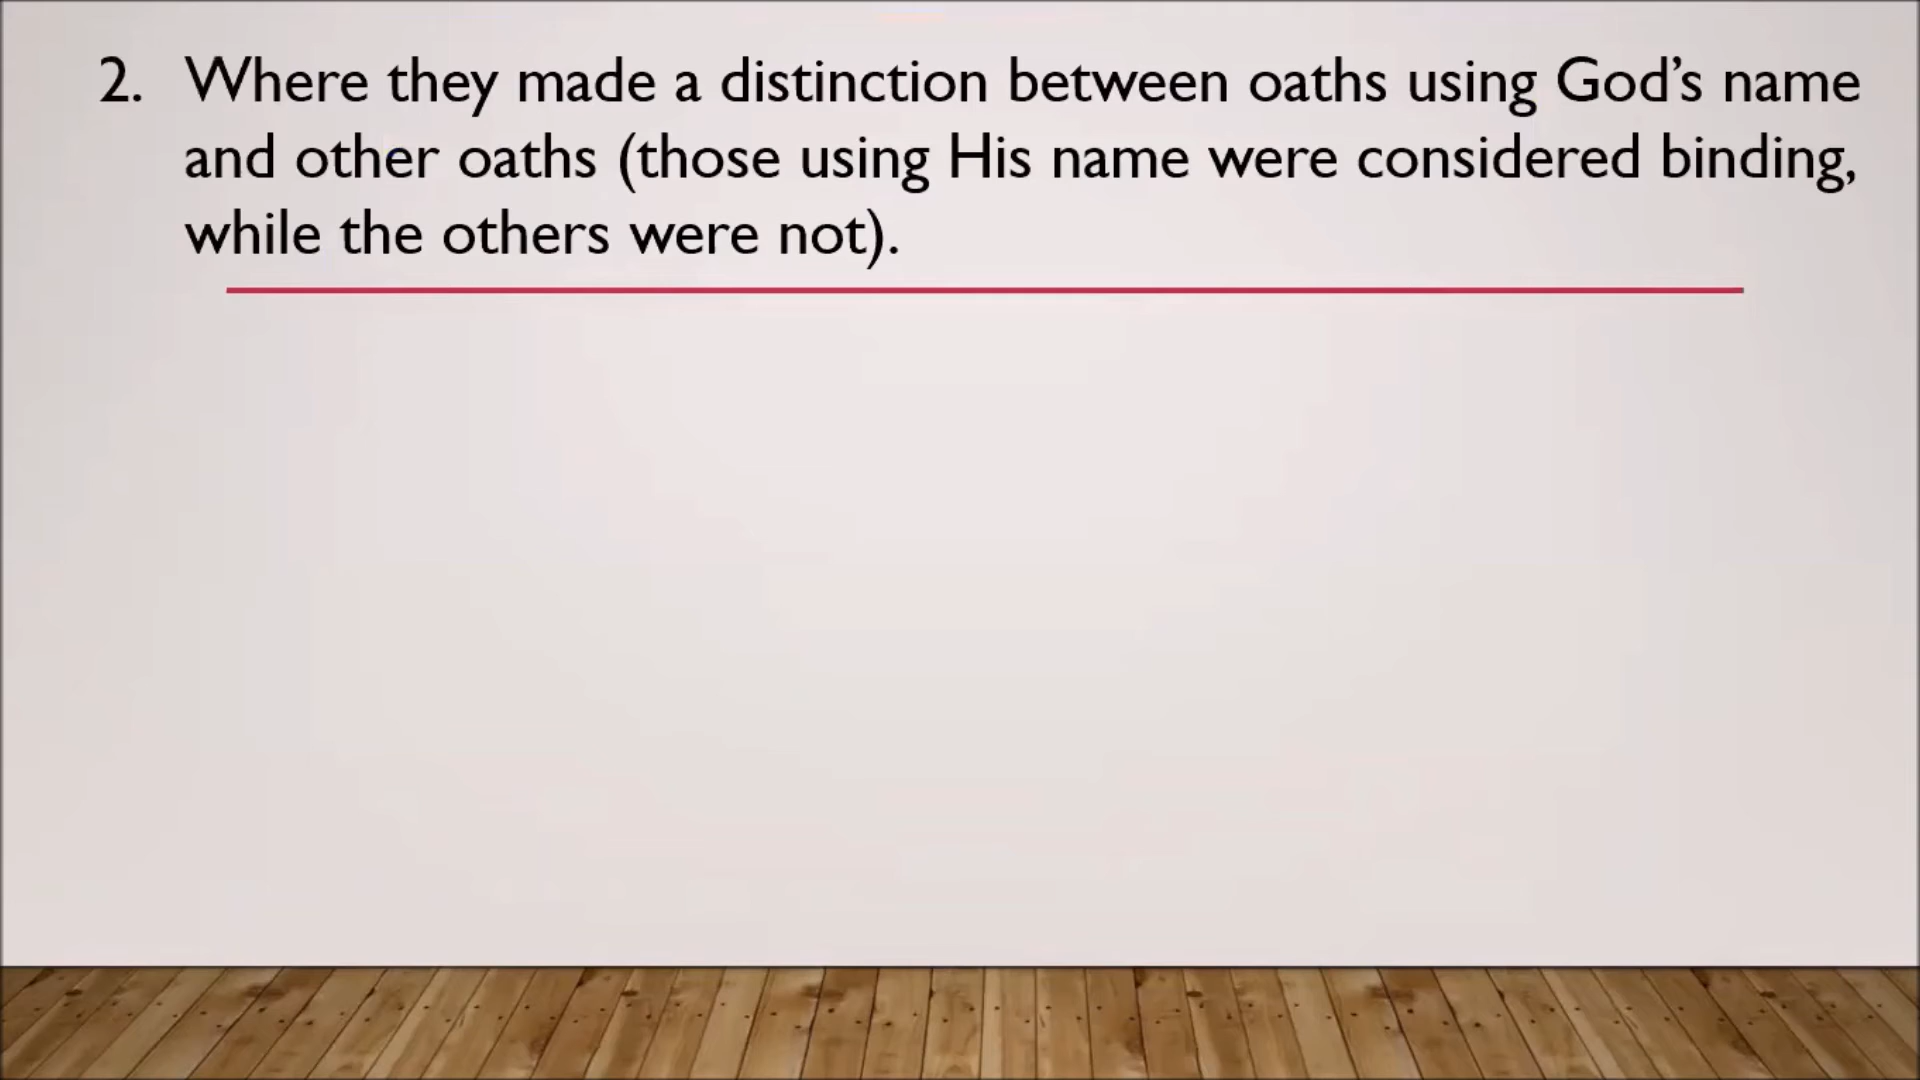 2. Where they made a distinction between oaths using God’s name
and other oaths (those using His name were considered binding,
while the others were not).